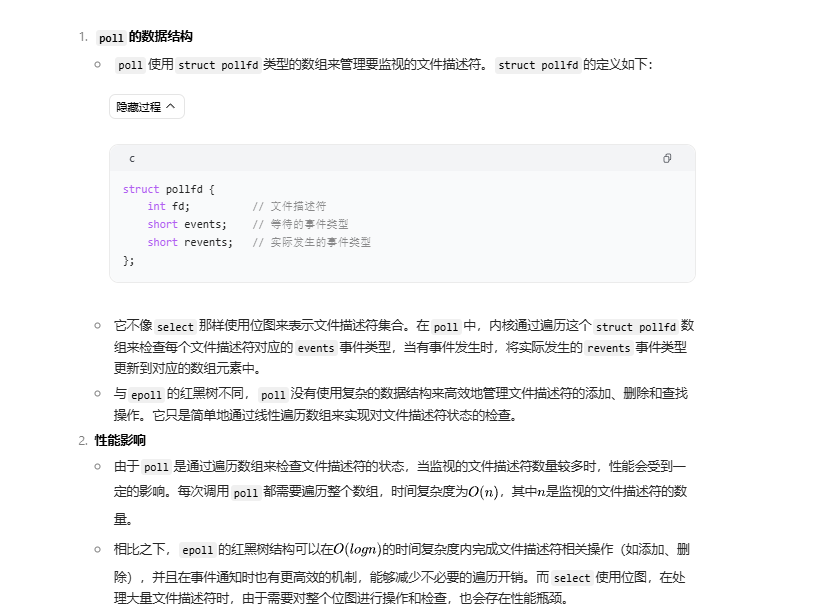 1. poll 的数据结构
poll 使用 struct pollfd 类型的数组来管理要监视的文件描述符。 struct pollfd 的定义如下：
隐藏过程
c
struct pollfd {
int fd; // 文件描述符
short events; // 等待的事件类型
short revents; // 实际发生的事件类型
};
它不像 select 那样使用位图来表示文件描述符集合。在 poll 中，内核通过遍历这个 struct pollfd 数
组来检查每个文件描述符对应的 events 事件类型，当有事件发生时，将实际发生的 revents 事件类型
更新到对应的数组元素中。
与 epoll 的红黑树不同， poll 没有使用复杂的数据结构来高效地管理文件描述符的添加、删除和查找
操作。它只是简单地通过线性遍历数组来实现对文件描述符状态的检查。
2. 性能影响
由于 poll 是通过遍历数组来检查文件描述符的状态，当监视的文件描述符数量较多时，性能会受到一
定的影响。每次调用 poll 都需要遍历整个数组，时间复杂度为O(n)，其中n是监视的文件描述符的数
量。
相比之下， epoll 的红黑树结构可以在O(logn)的时间复杂度内完成文件描述符相关操作（如添加、删
除），并且在事件通知时也有更高效的机制，能够减少不必要的遍历开销。而 select 使用位图，在处
理大量文件描述符时，由于需要对整个位图进行操作和检查，也会存在性能瓶颈。